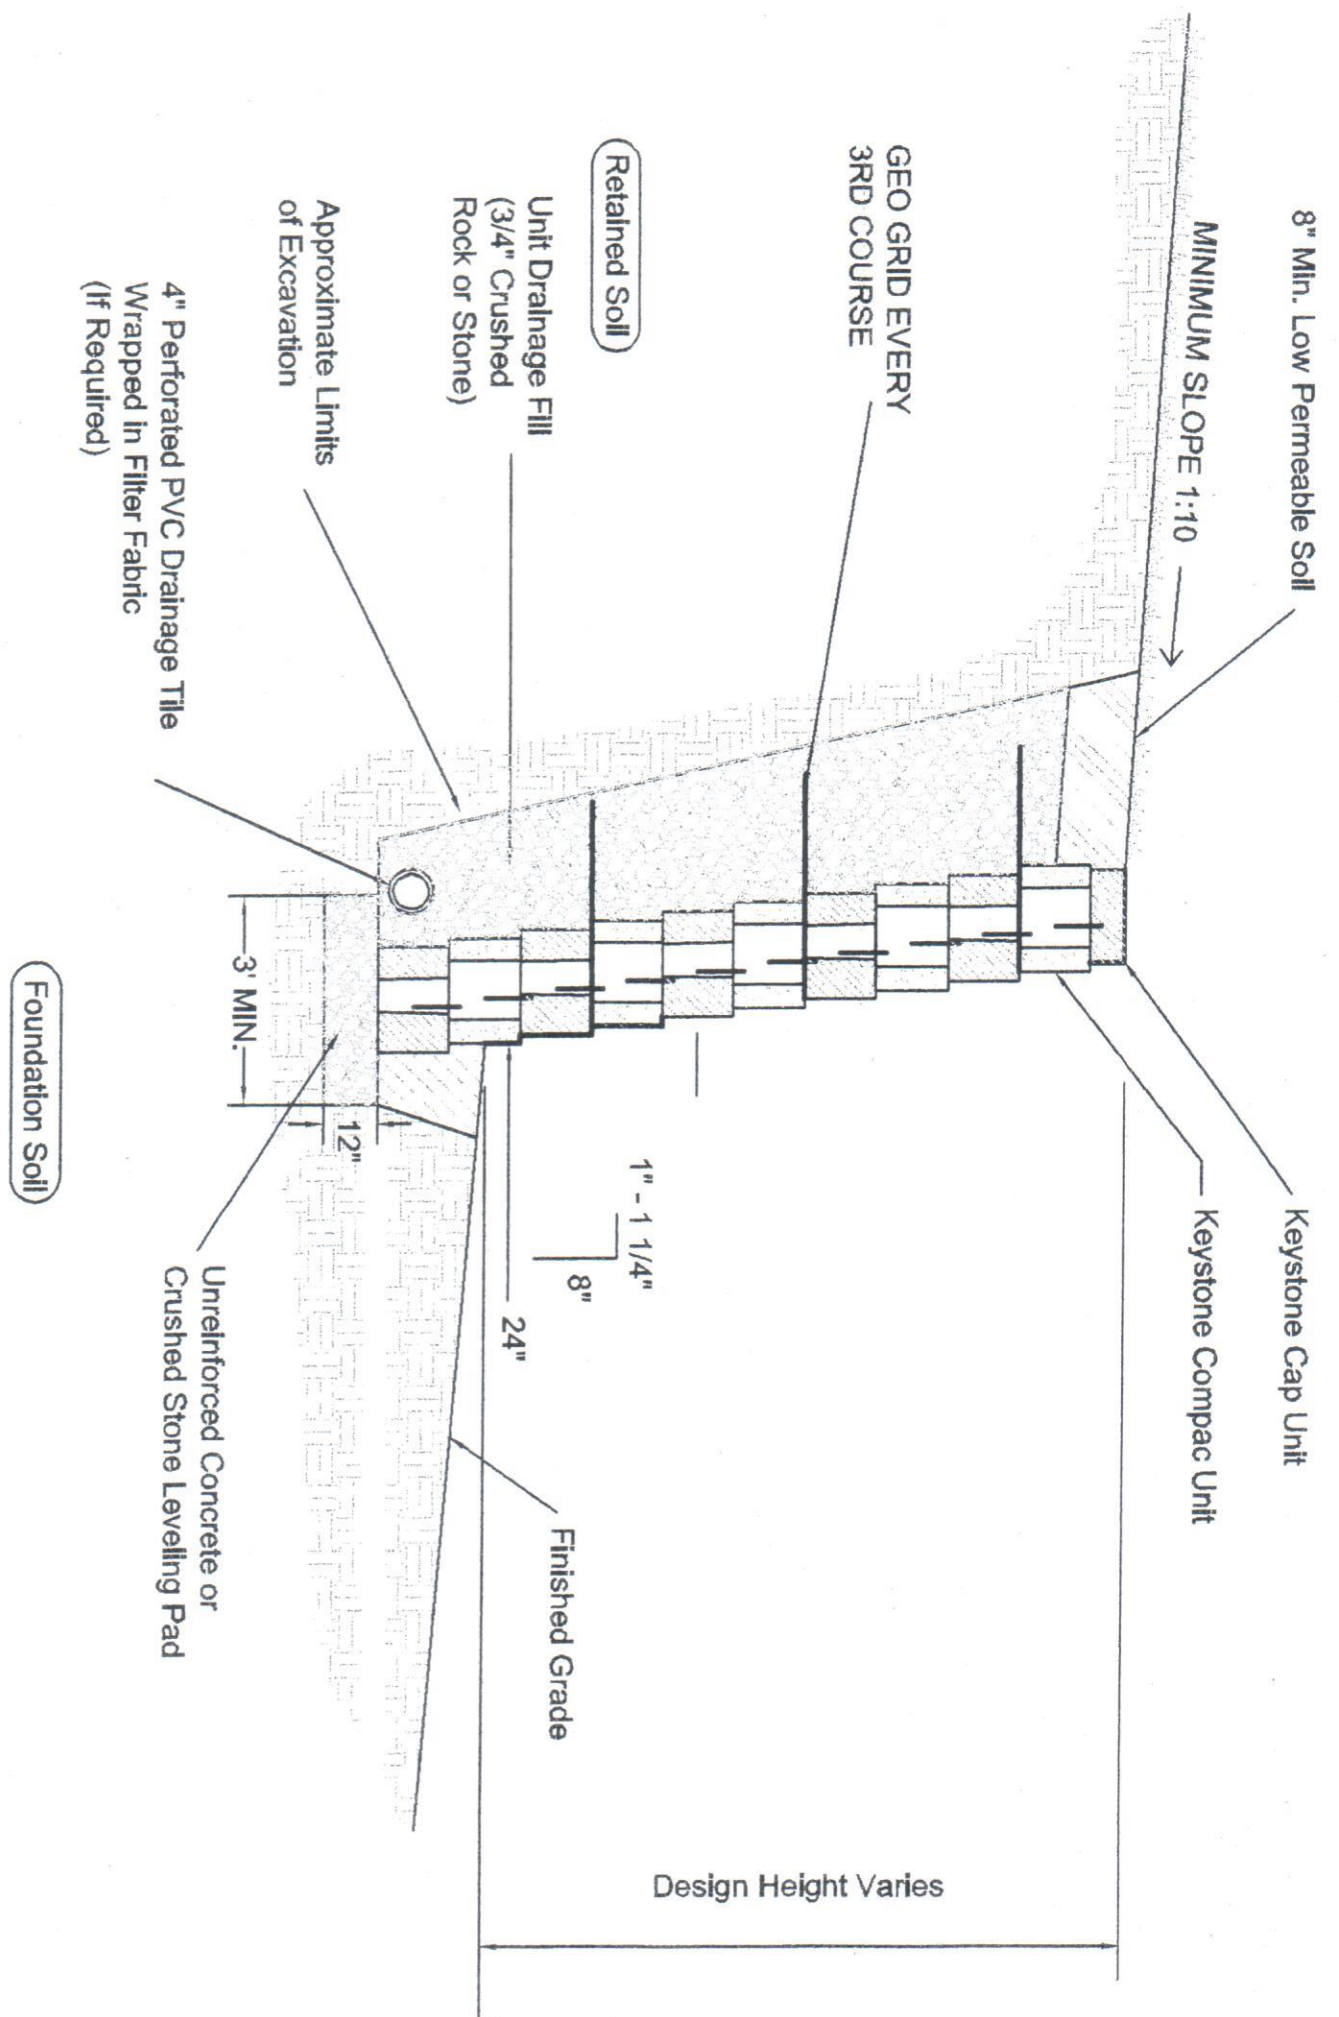 8" Min. Low Permeable Soil
MINIMUM SLOPE 1:10
GEO GRID EVERY
3RD COURSE
Retained Soil
Unit Drainage Fill
(3/4" Crushed
Rock or Stone)
Approximate Limits
of Excavation
4" Perforated PVC Drainage Tile
Wrapped in Filter Fabric
(If Required)
Keystone Cap Unit
Keystone Compac Unit
Design Height Varies
1" - 1 1/4"
8"
24"
Finished Grade
3' MIN.
12"
Unreinforced Concrete or
Crushed Stone Leveling Pad
Foundation Soil